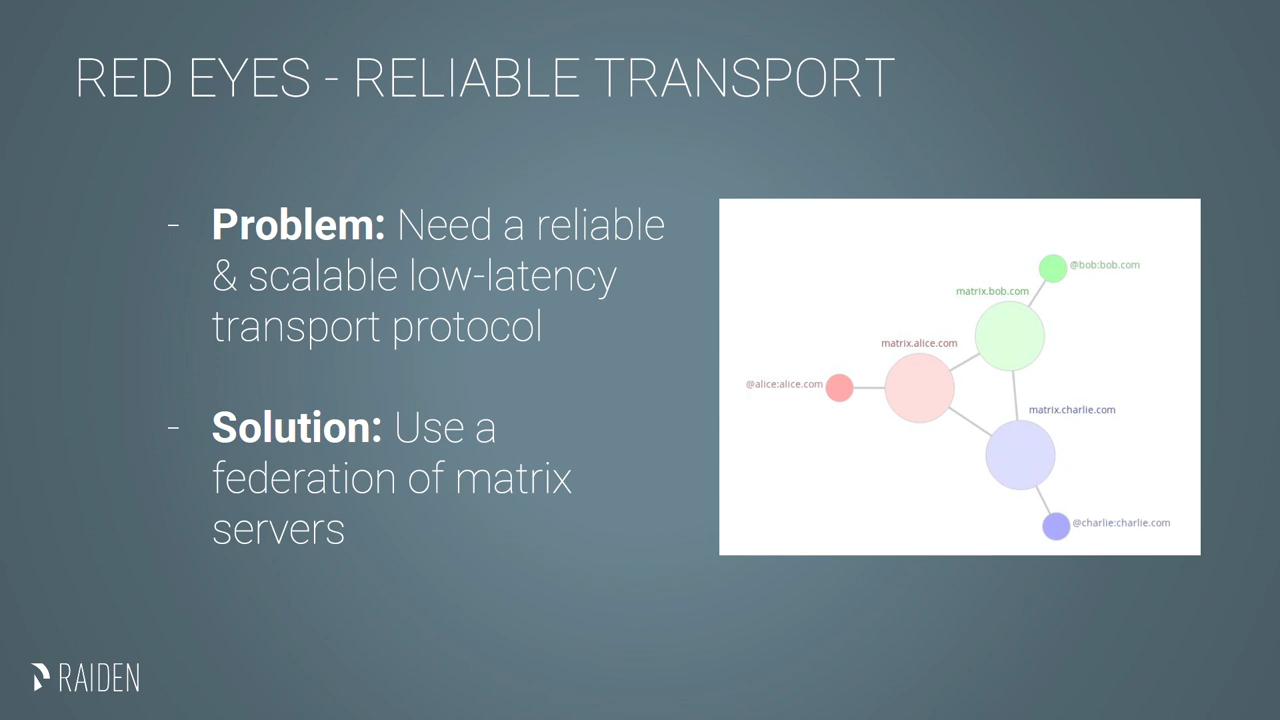 RED EYES - RELIABLE TRANSPORT
- Problem: Need a reliable
& scalable low-latency
transport protocol
- Solution: Use a
federation of matrix
servers
@bob:bob.com
matrix.bob.com
matrix.alice.com
@alice:alice.com
matrix.charlie.com
@charlie:charlie.com
RAIDEN